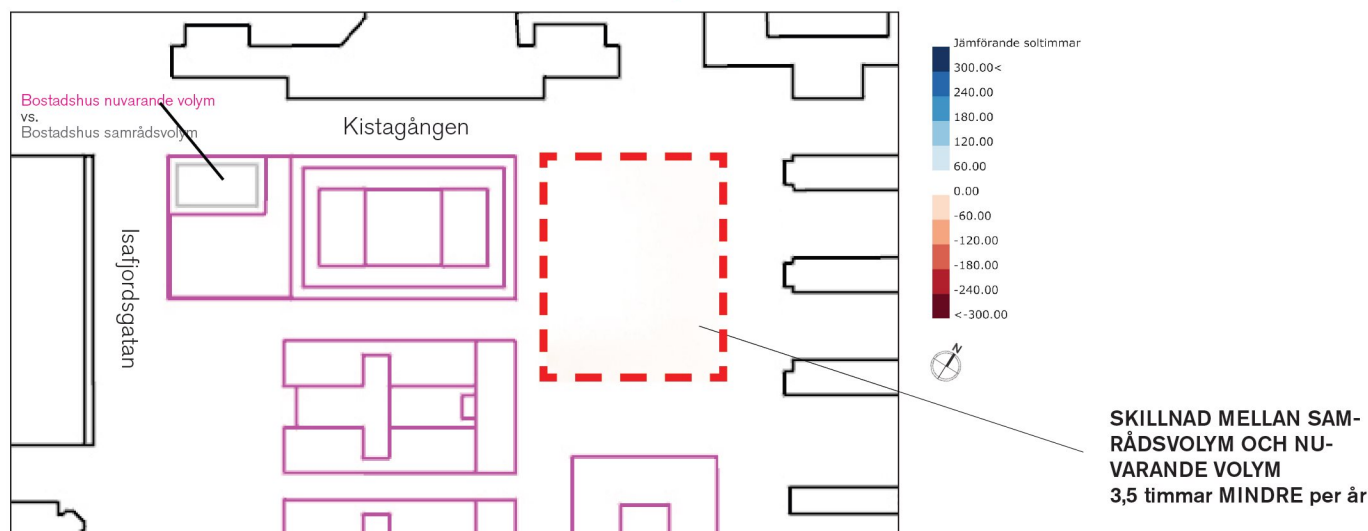 Bostadshus nuvarande volym
vs.
Bostadshus samrådsvolym
Kistagången
Isafjordsgatan
Jämförande soltimmar
300.00<
240.00
180.00
120.00
60.00
0.00
-60.00
-120.00
-180.00
-240.00
<-300.00
N
SKILLNAD MELLAN SAM-
RÅDSVOLYM OCH NU-
VARANDE VOLYM
3,5 timmar MINDRE per år